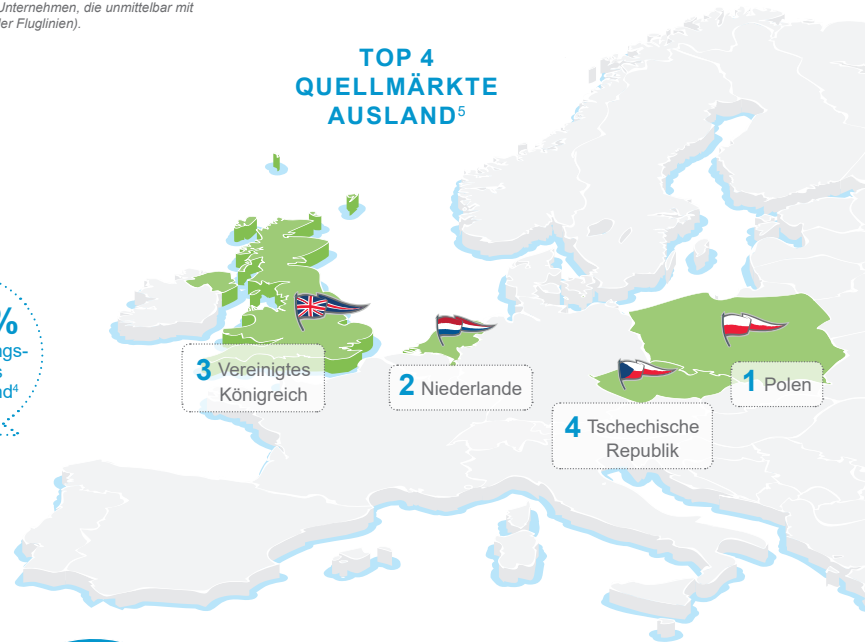 Unternehmen, die unmittelbar mit
der Fluglinien).
TOP 4
QUELLMÄRKTE
AUSLAND⁵
%
ngs-
s
nd⁴
3 Vereinigtes
Königreich
2 Niederlande
1 Polen
4 Tschechische
Republik